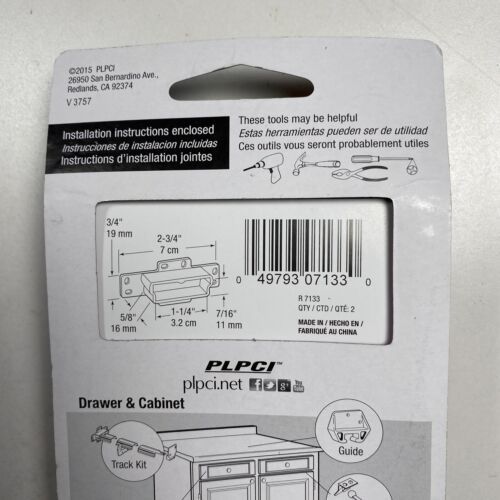 ©2015 PLPCI
26950 San Bernardino Ave.,
Redlands, CA 92374
V 3757
Installation instructions enclosed
Instrucciones de instalacion incluidas
Instructions d'installation jointes
These tools may be helpful
Estas herramientas pueden ser de utilidad
Ces outils vous seront probablement utiles
3/4"
19 mm
2-3/4"
7 cm
5/8"
16 mm
1-1/4"
3.2 cm
7/16"
11 mm
0 49793 07133 0
R 7133
QTY / CTD / QTÉ: 2
MADE IN / HECHO EN /
FABRIQUÉ AU CHINA
PLPCI™
plpci.net f g+ You Tube
Drawer & Cabinet
Track Kit
Guide